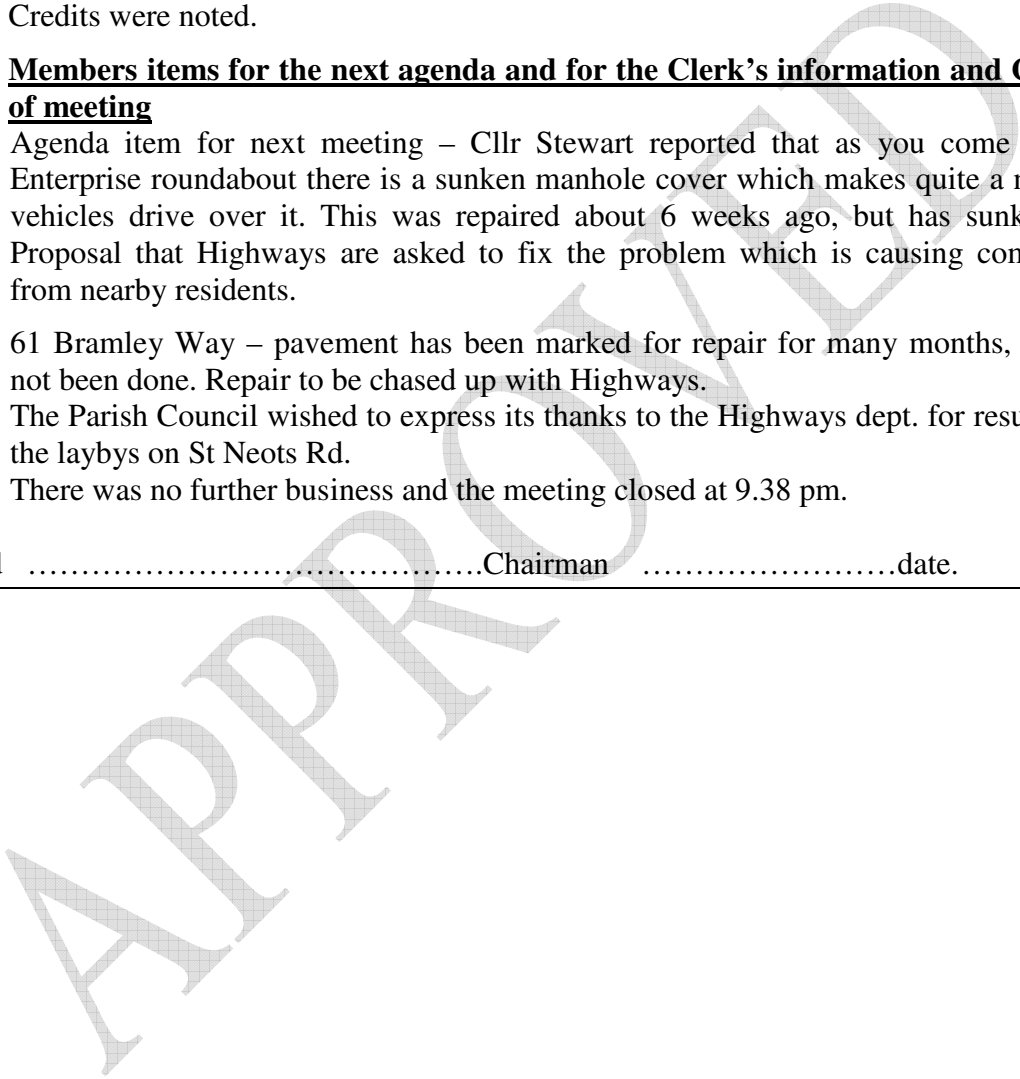 Credits were noted.
Members items for the next agenda and for the Clerk's information and
of meeting
Agenda item for next meeting – Cllr Stewart reported that as you come
Enterprise roundabout there is a sunken manhole cover which makes quite a
vehicles drive over it. This was repaired about 6 weeks ago, but has
Proposal that Highways are asked to fix the problem which is causing
from nearby residents.
61 Bramley Way – pavement has been marked for repair for many months,
not been done. Repair to be chased up with Highways.
The Parish Council wished to express its thanks to the Highways dept. for
the laybys on St Neots Rd.
There was no further business and the meeting closed at 9.38 pm.
…………………………………….Chairman ……………………date.
APPROVED